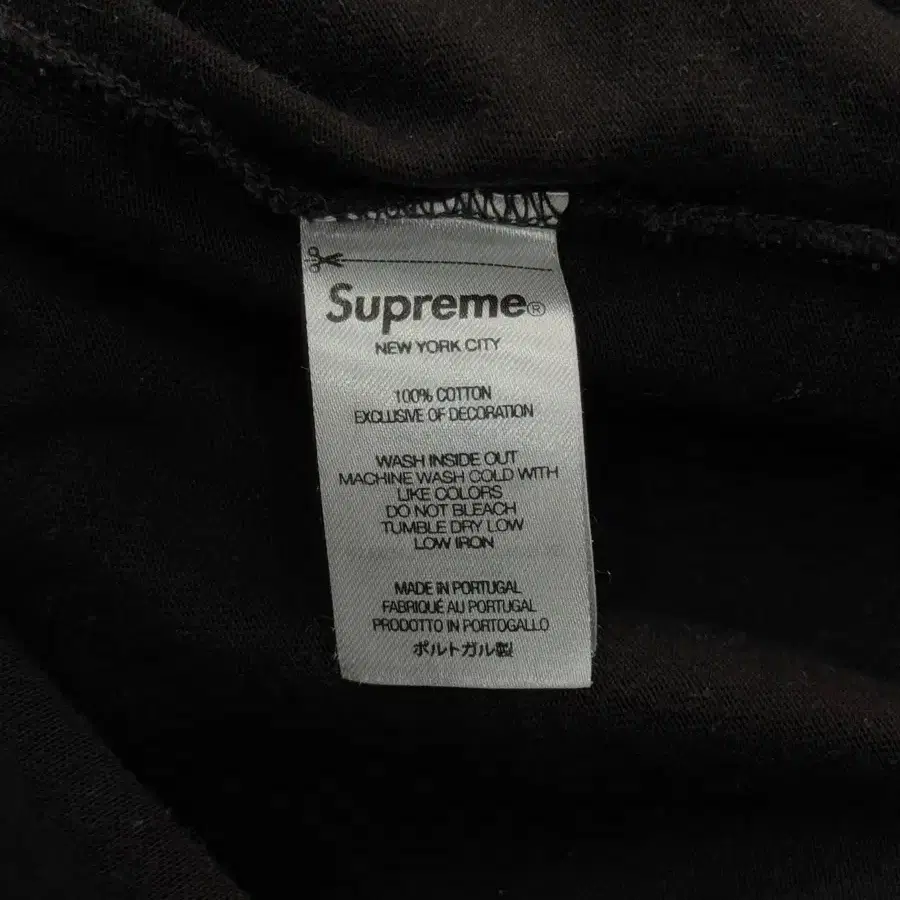 Supreme®
NEW YORK CITY
100% COTTON
EXCLUSIVE OF DECORATION
WASH INSIDE OUT
MACHINE WASH COLD WITH
LIKE COLORS
DO NOT BLEACH
TUMBLE DRY LOW
LOW IRON
MADE IN PORTUGAL
FABRIQUÉ AU PORTUGAL
PRODOTTO IN PORTOGALLO
ポルトガル製